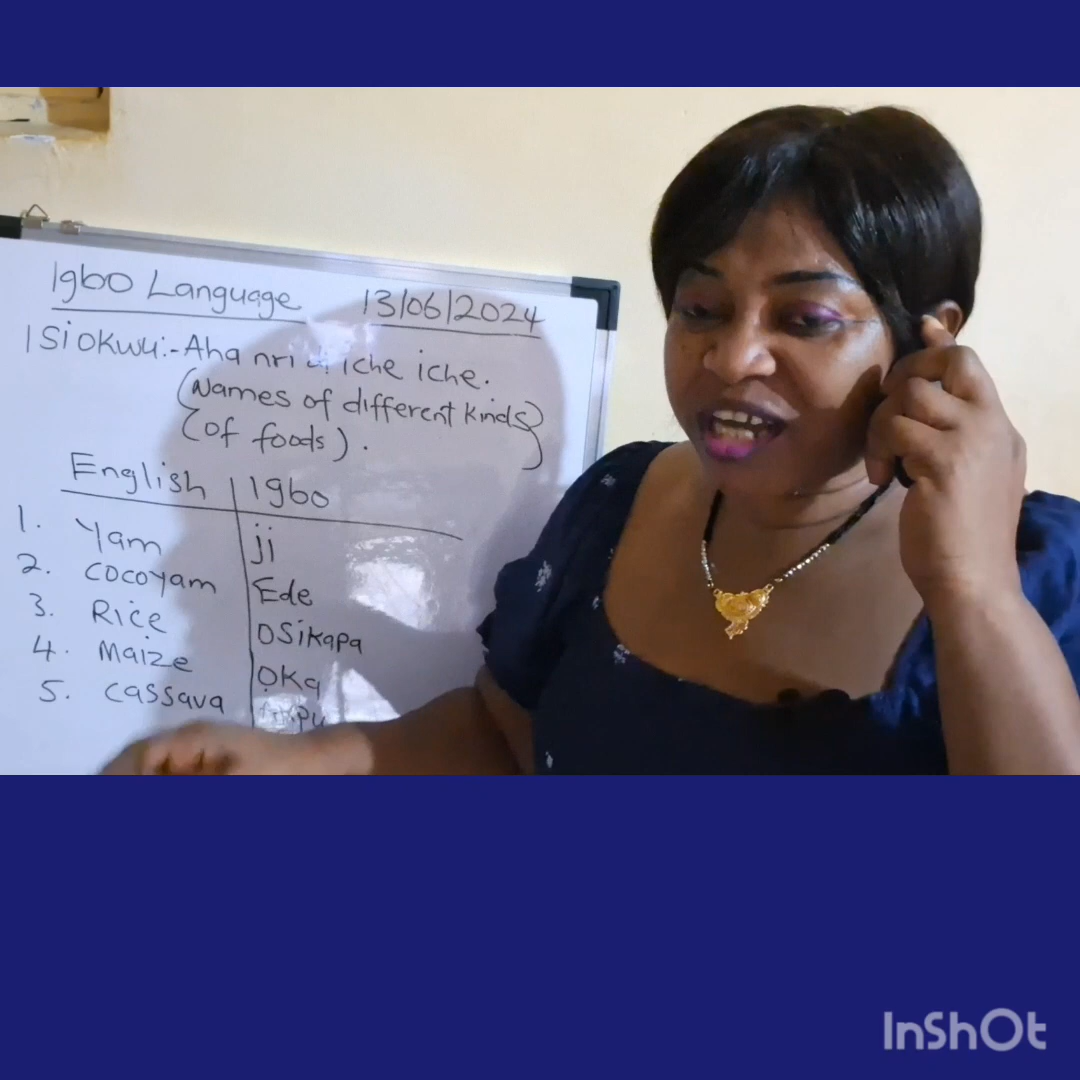 Igbo Language 13/06/2024
Isiokwu:- Aha nri iche iche.
(Names of different kinds)
(of foods).
English Igbo
1. Yam ji
2. Cocoyam Ede
3. Rice Osikapa
4. Maize Ọka
5. Cassava
InShOt